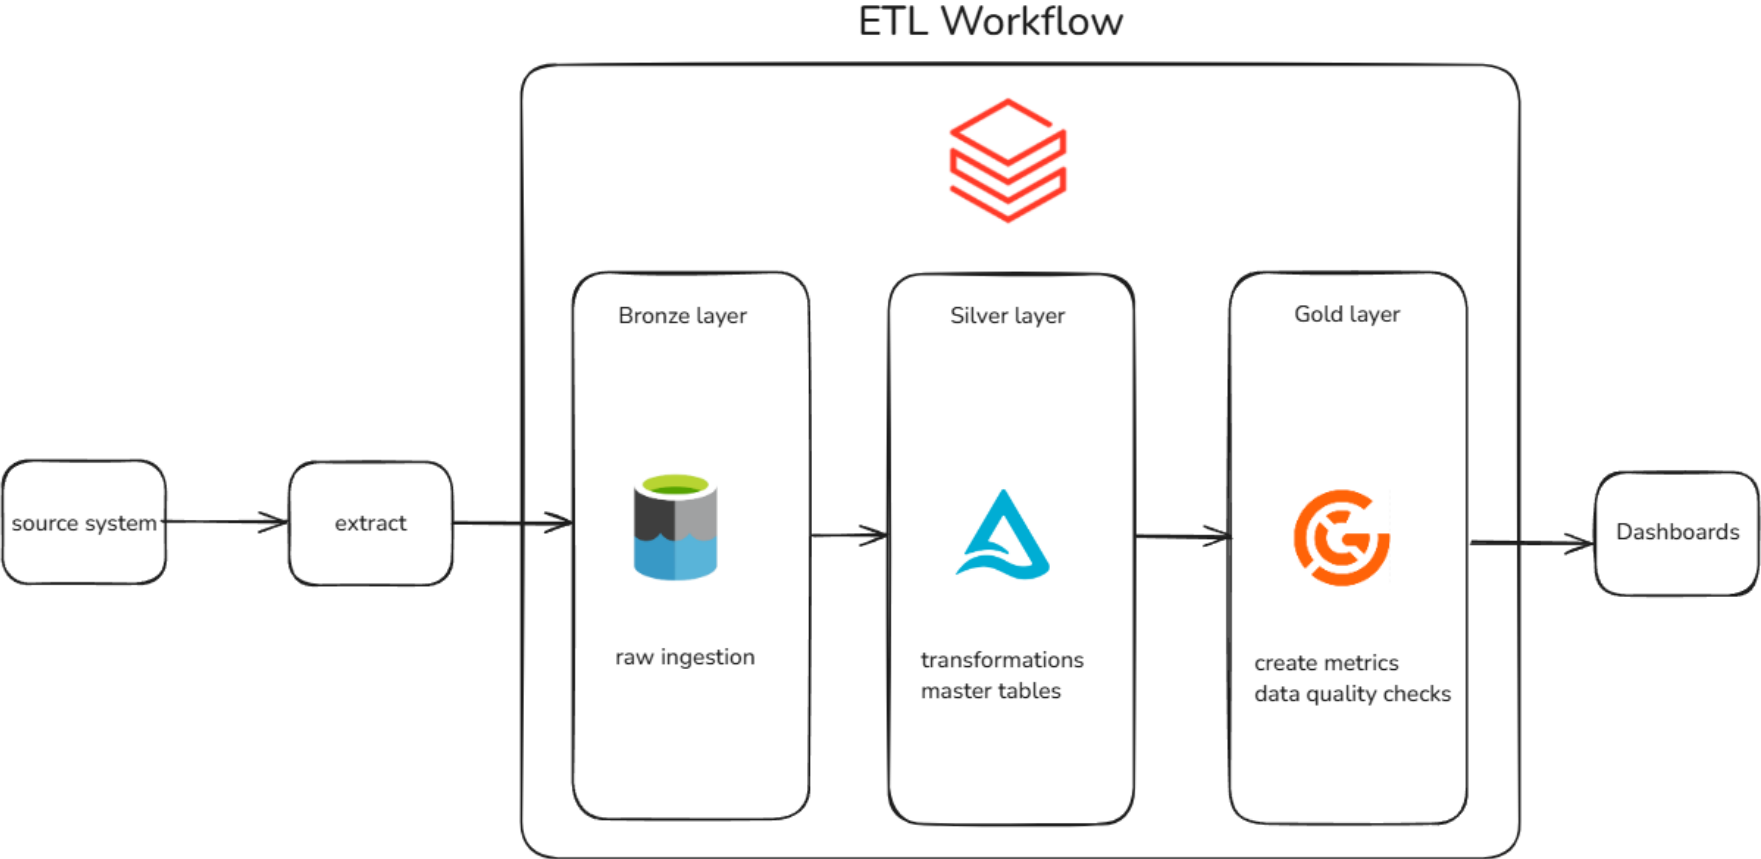 ETL Workflow
source system
extract
Bronze layer
raw ingestion
Silver layer
transformations
master tables
Gold layer
create metrics
data quality checks
Dashboards